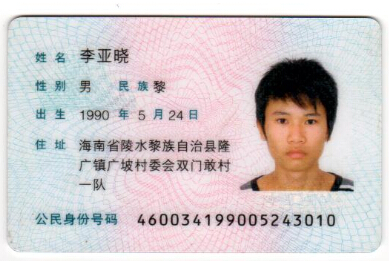 姓名 李亚晓
性别 男 民族 黎
出生 1990 年 5 月 24 日
住址 海南省陵水黎族自治县隆
广镇广坡村委会双门敢村
一队
公民身份号码 460034199005243010